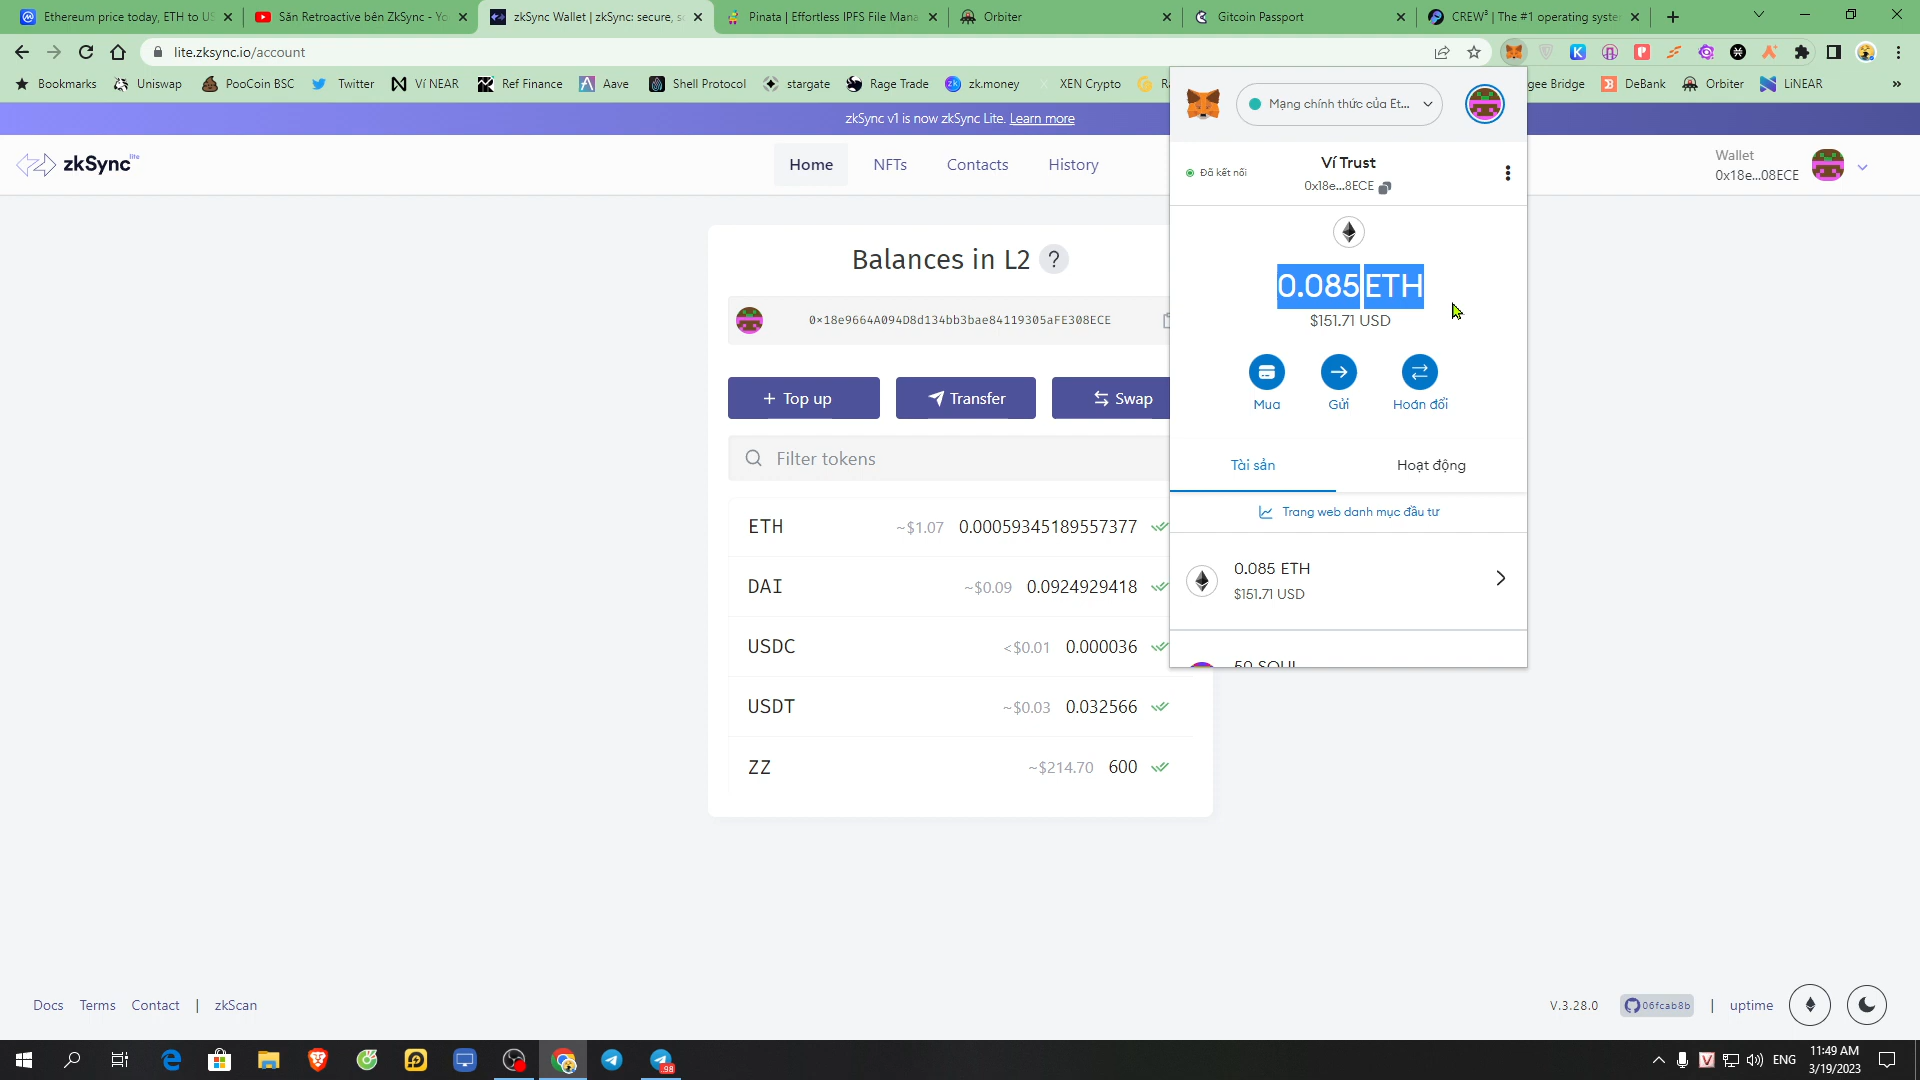 Ethereum price today, ETH to US
Săn Retroactive bên ZkSync - Yo
zkSync Wallet | zkSync: secure, sc
Pinata | Effortless IPFS File Mana
Orbiter
Gitcoin Passport
CREW³ | The #1 operating syste
lite.zksync.io/account
Bookmarks
Uniswap
PooCoin BSC
Twitter
Ví NEAR
Ref Finance
Aave
Shell Protocol
stargate
Rage Trade
zk.money
XEN Crypto
gee Bridge
DeBank
Orbiter
LiNEAR
zkSync v1 is now zkSync Lite. Learn more
zkSync lite
Home
NFTs
Contacts
History
Wallet
0x18e...08ECE
Mạng chính thức của Et...
Đã kết nối
Ví Trust
0x18e...8ECE
0.085 ETH
$151.71 USD
Mua
Gửi
Hoán đổi
Tài sản
Hoạt động
Trang web danh mục đầu tư
0.085 ETH
$151.71 USD
50 SOUL
Balances in L2 ?
0×18e9664A094D8d134bb3bae84119305aFE308ECE
+ Top up
Transfer
Swap
Filter tokens
ETH ~$1.07 0.00059345189557377
DAI ~$0.09 0.0924929418
USDC <$0.01 0.000036
USDT ~$0.03 0.032566
ZZ ~$214.70 600
Docs Terms Contact | zkScan
V.3.28.0
06fcab8b
| uptime
98
ENG
11:49 AM
3/19/2023